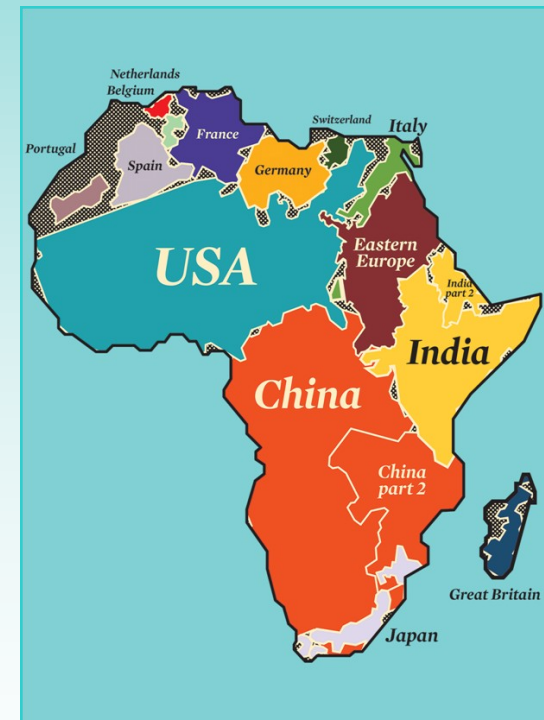 Netherlands
Belgium
Switzerland
Italy
France
Portugal
Spain
Germany
Eastern
Europe
USA
India
part 2
India
China
China
part 2
Great Britain
Japan